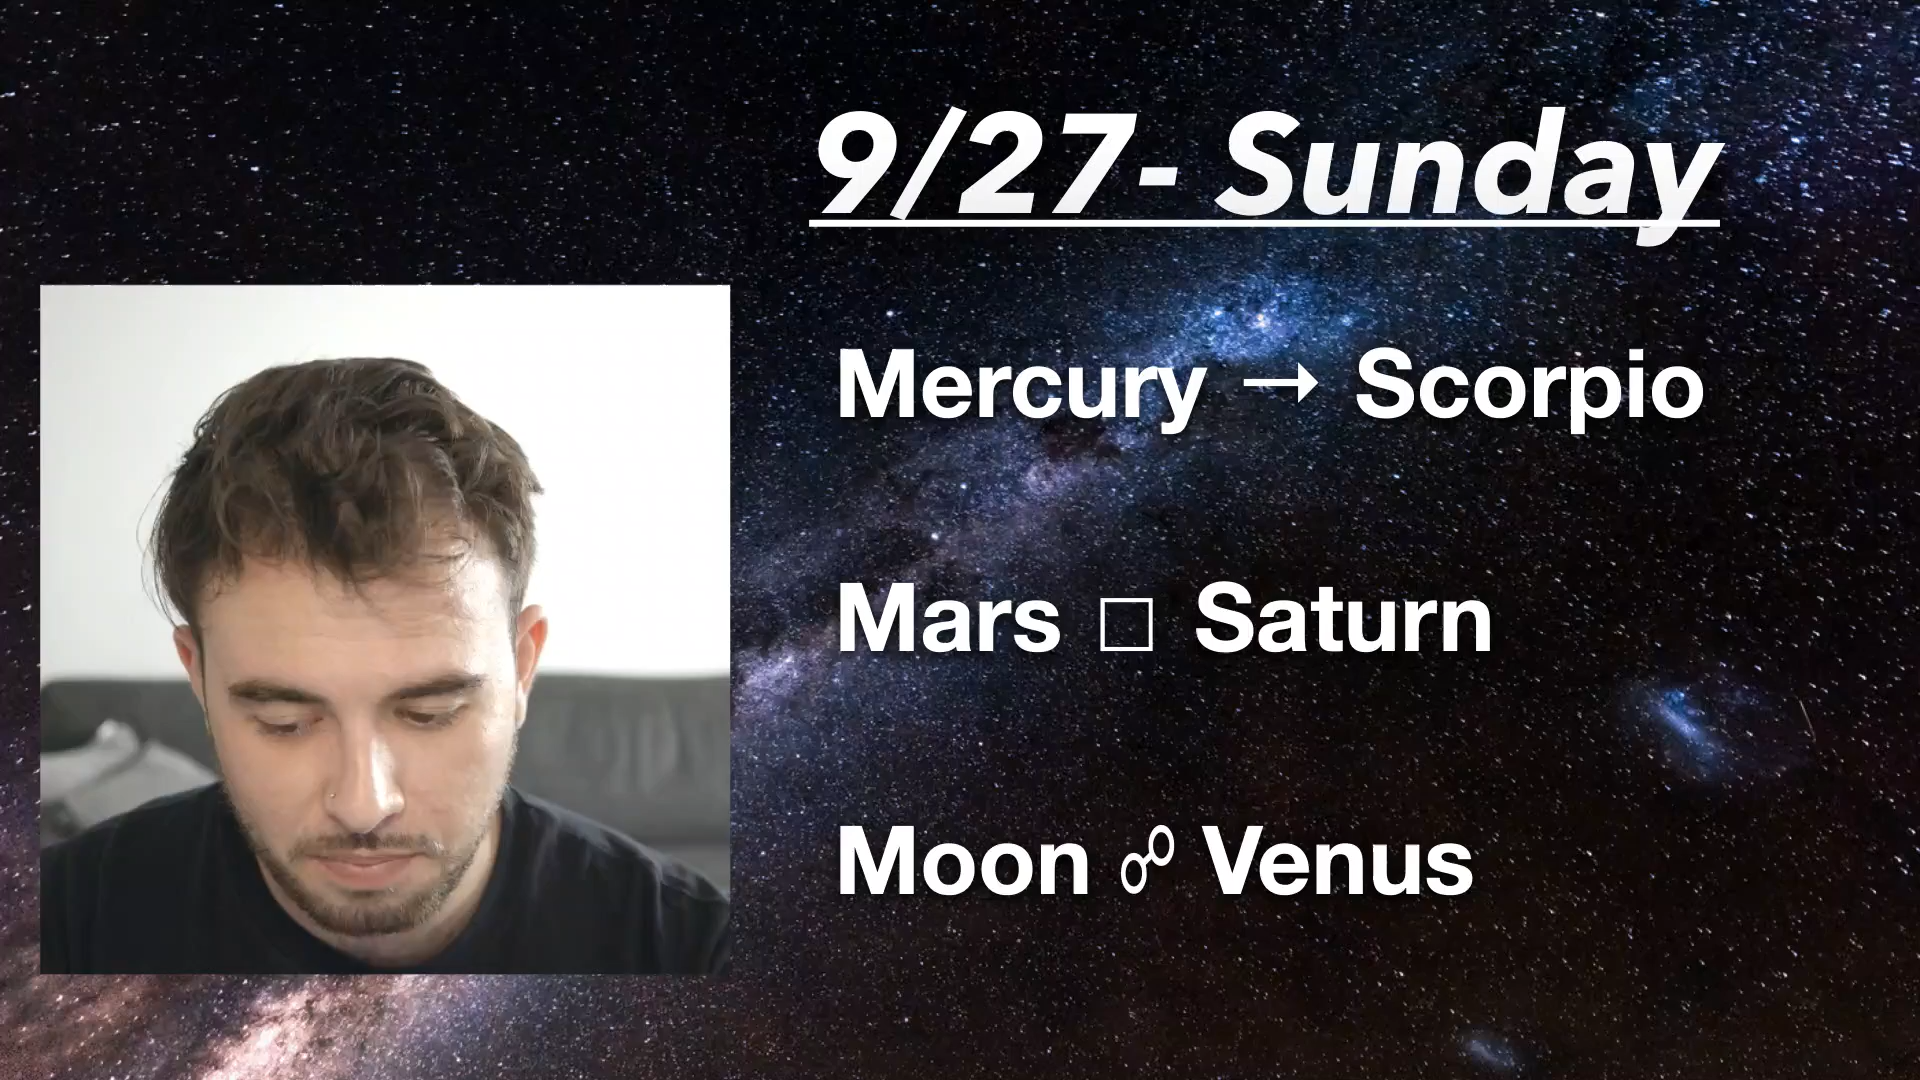 9/27- Sunday
Mercury → Scorpio
Mars □ Saturn
Moon ☍ Venus